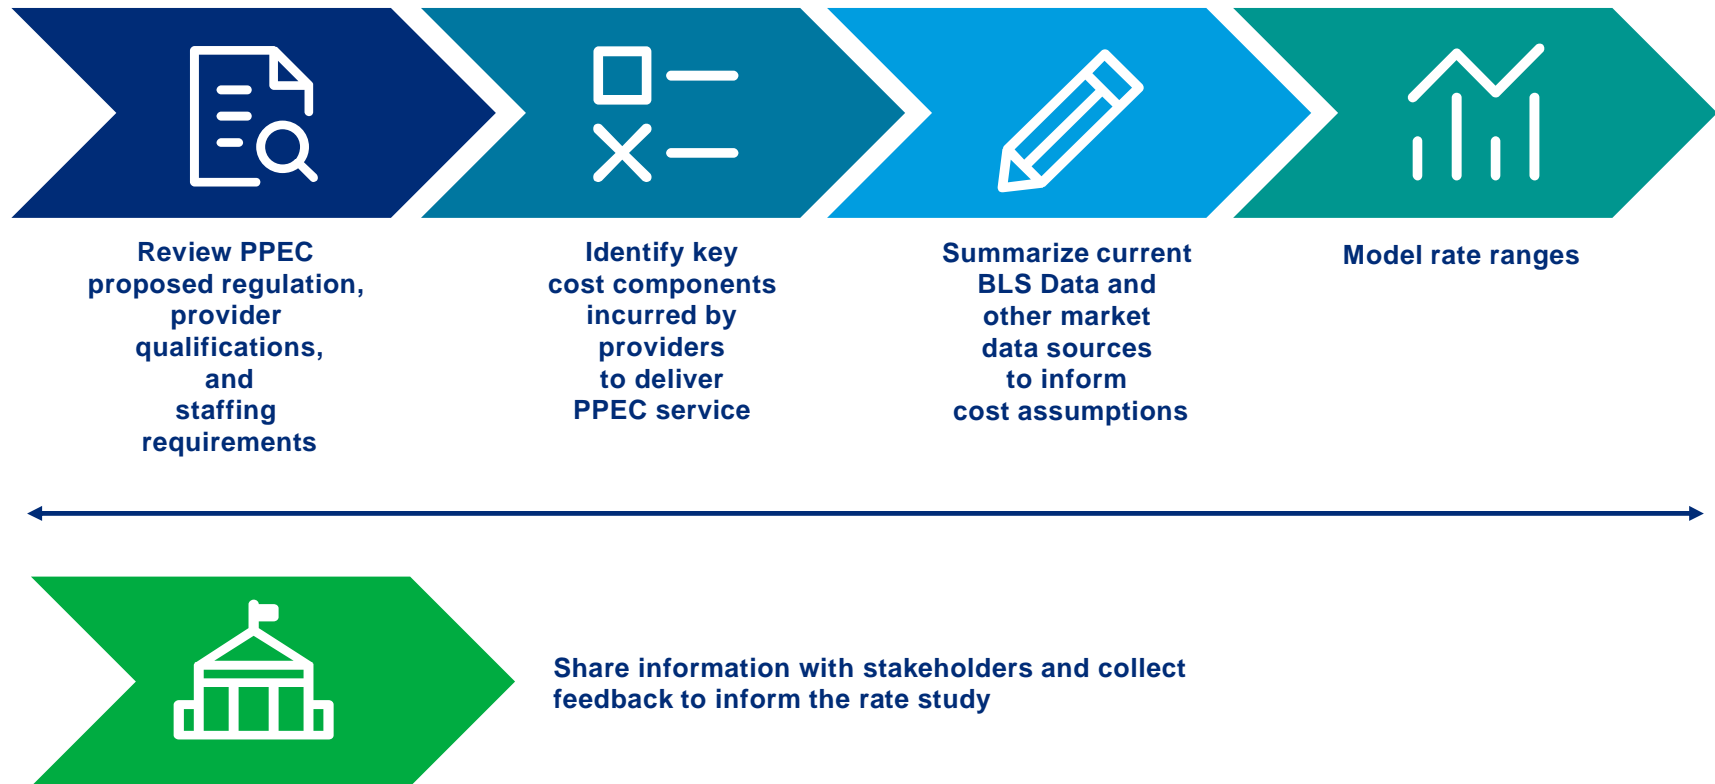 Review PPEC
proposed regulation,
provider
qualifications,
and
staffing
requirements
Identify key
cost components
incurred by
providers
to deliver
PPEC service
Summarize current
BLS Data and
other market
data sources
to inform
cost assumptions
Model rate ranges
Share information with stakeholders and collect
feedback to inform the rate study